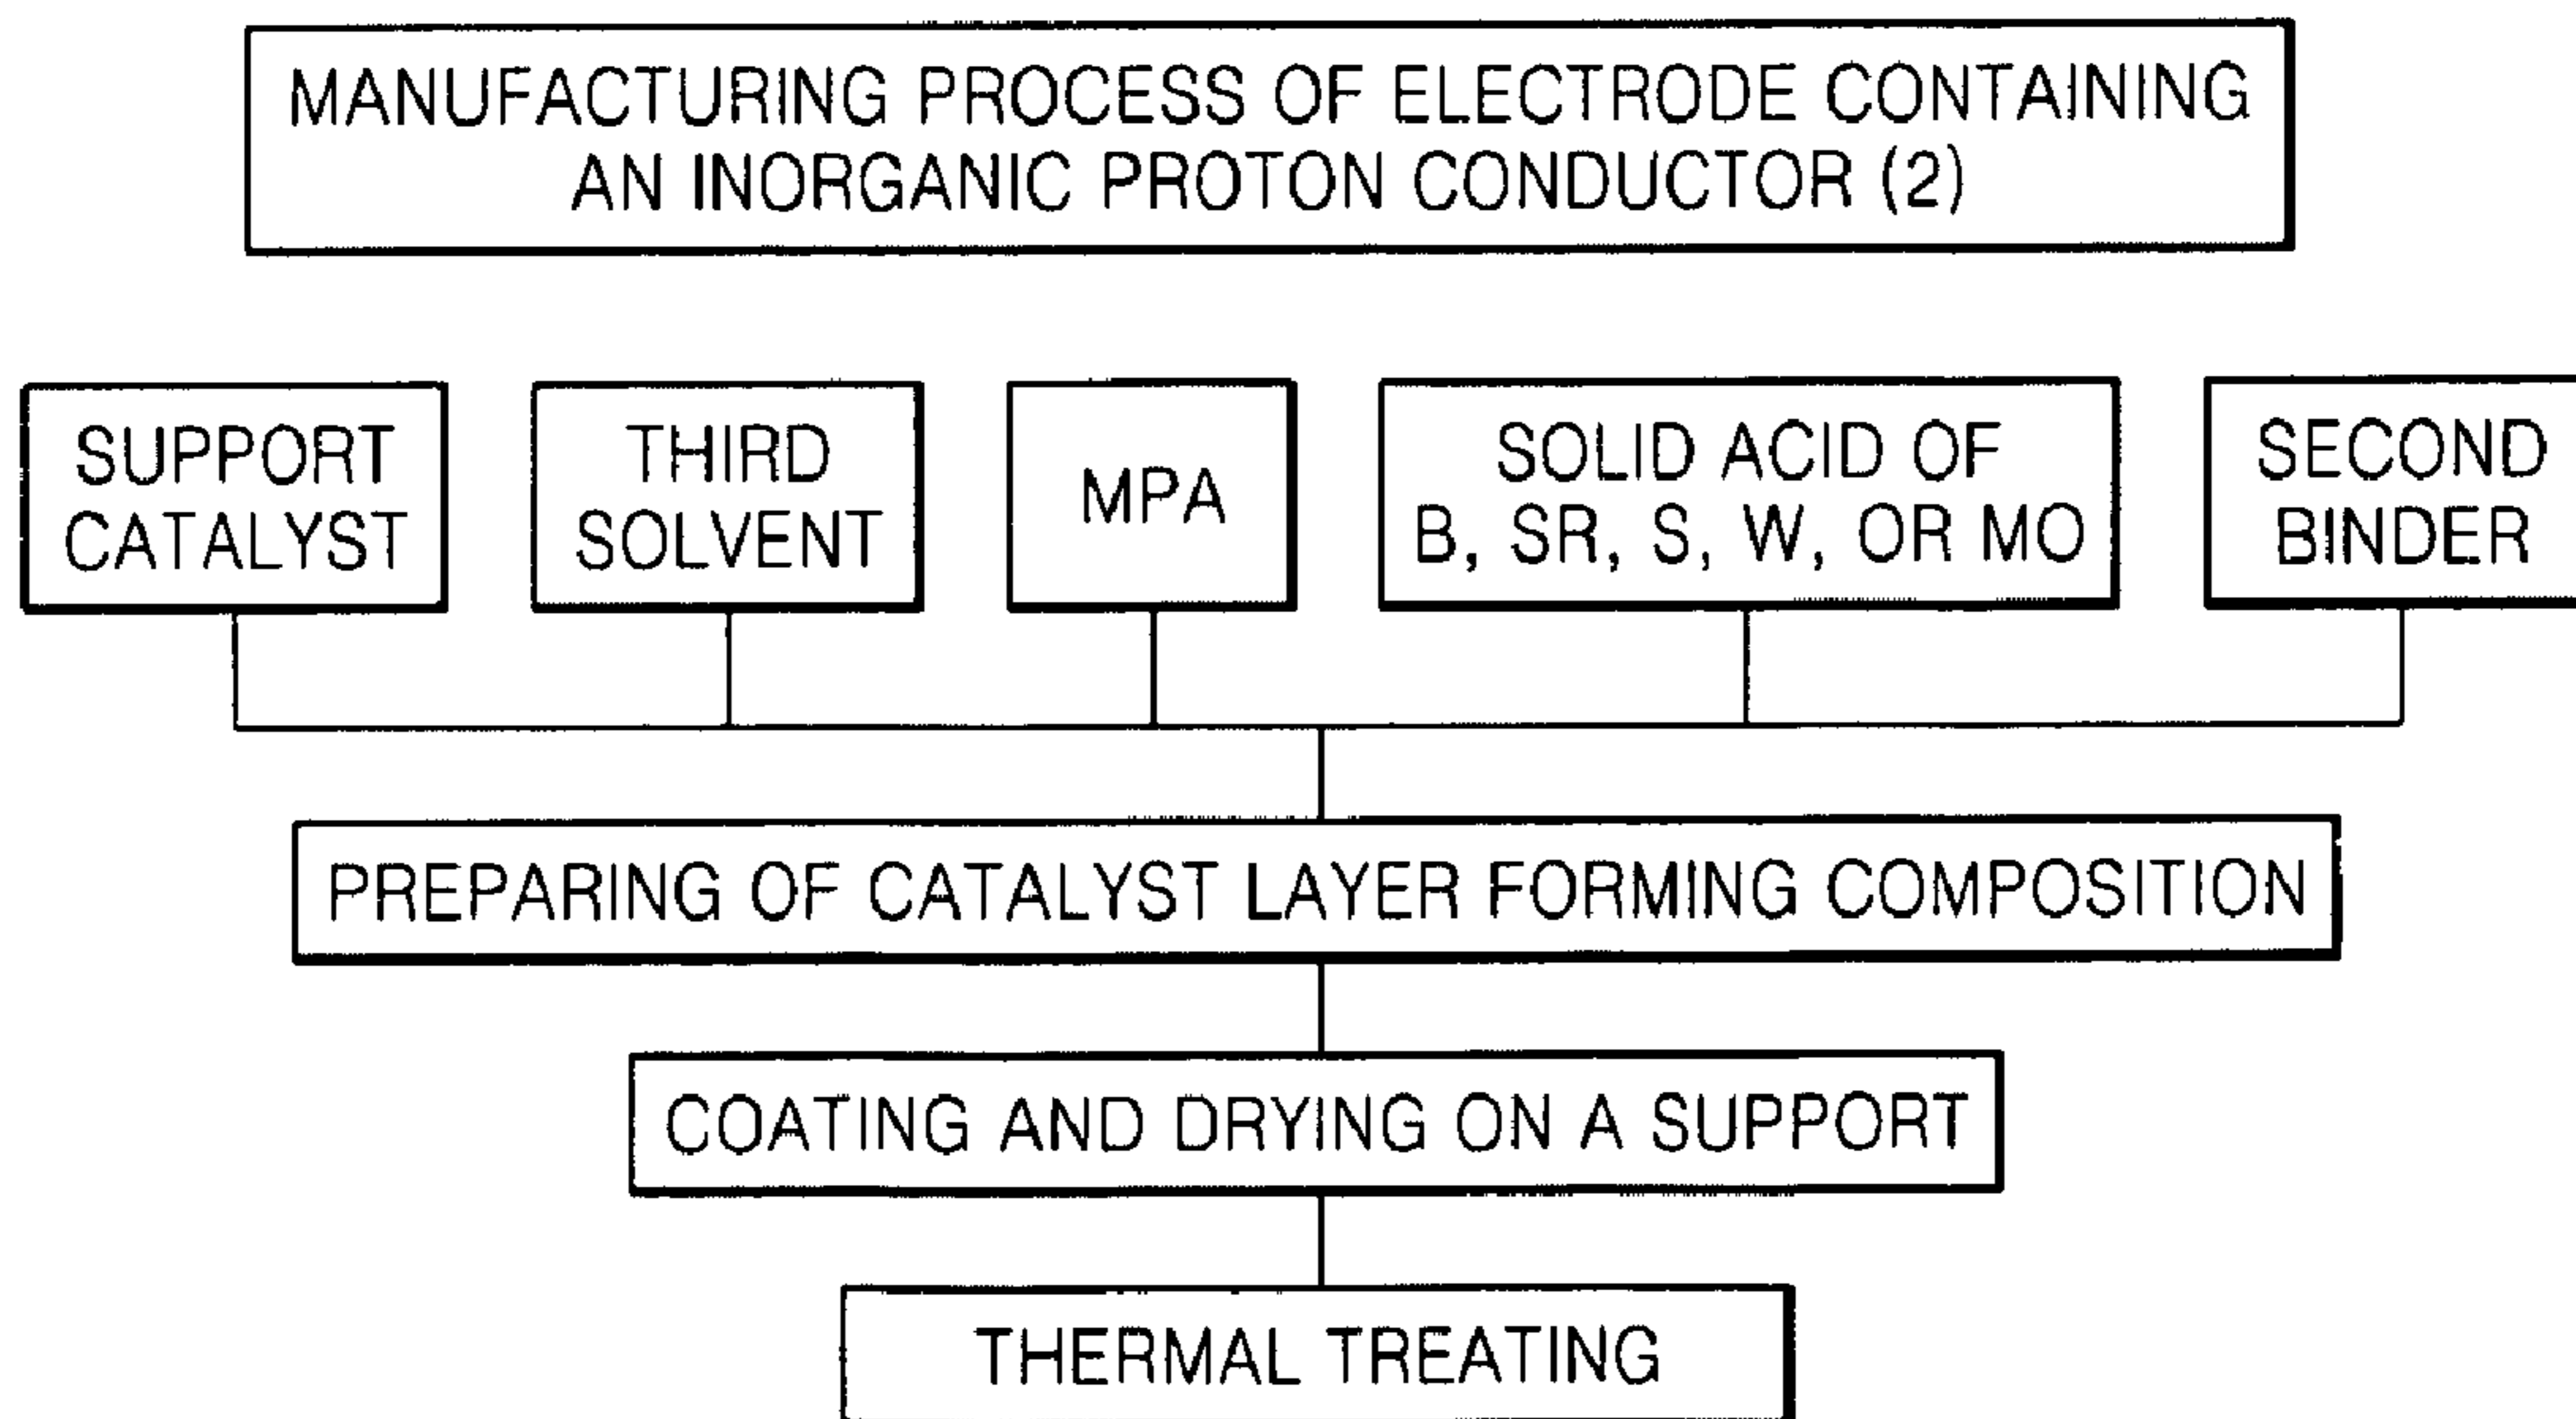 MANUFACTURING PROCESS OF ELECTRODE CONTAINING
AN INORGANIC PROTON CONDUCTOR (2)
SUPPORT
CATALYST
THIRD
SOLVENT
MPA
SOLID ACID OF
B, SR, S, W, OR MO
SECOND
BINDER
PREPARING OF CATALYST LAYER FORMING COMPOSITION
COATING AND DRYING ON A SUPPORT
THERMAL TREATING